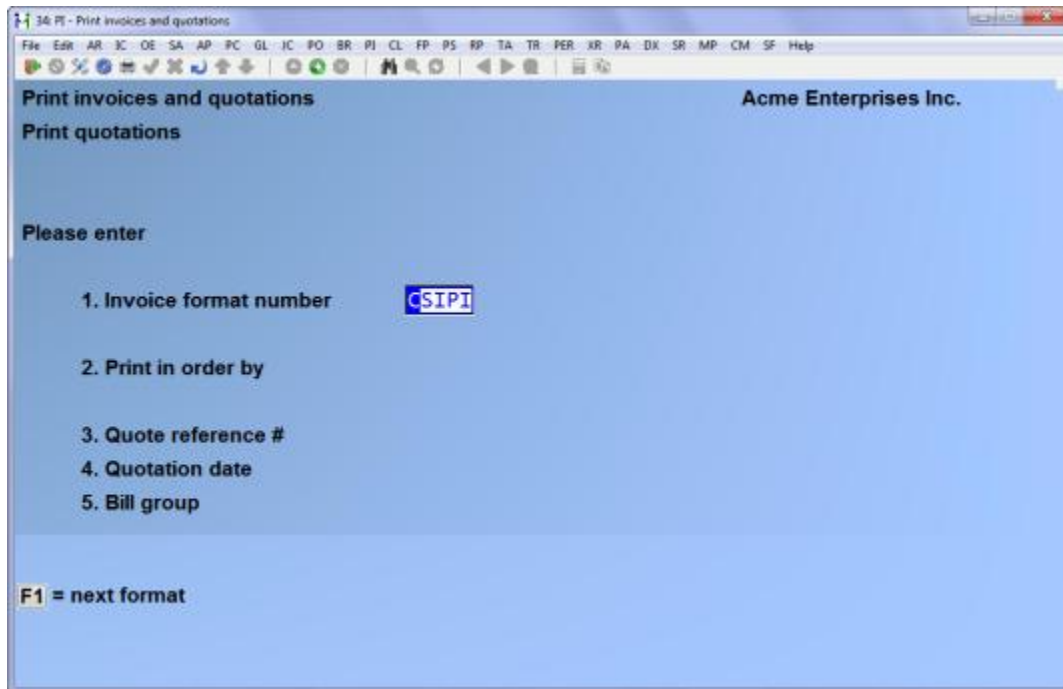 34: PI - Print invoices and quotations
File Edit AR IC OE SA AP PC GL JC PO BR PJ CL FP PS RP TA TR PER XR PA DX SR MP CM SF Help
Print invoices and quotations Acme Enterprises Inc.
Print quotations
Please enter
1. Invoice format number CSIPI
2. Print in order by
3. Quote reference #
4. Quotation date
5. Bill group
F1 = next format